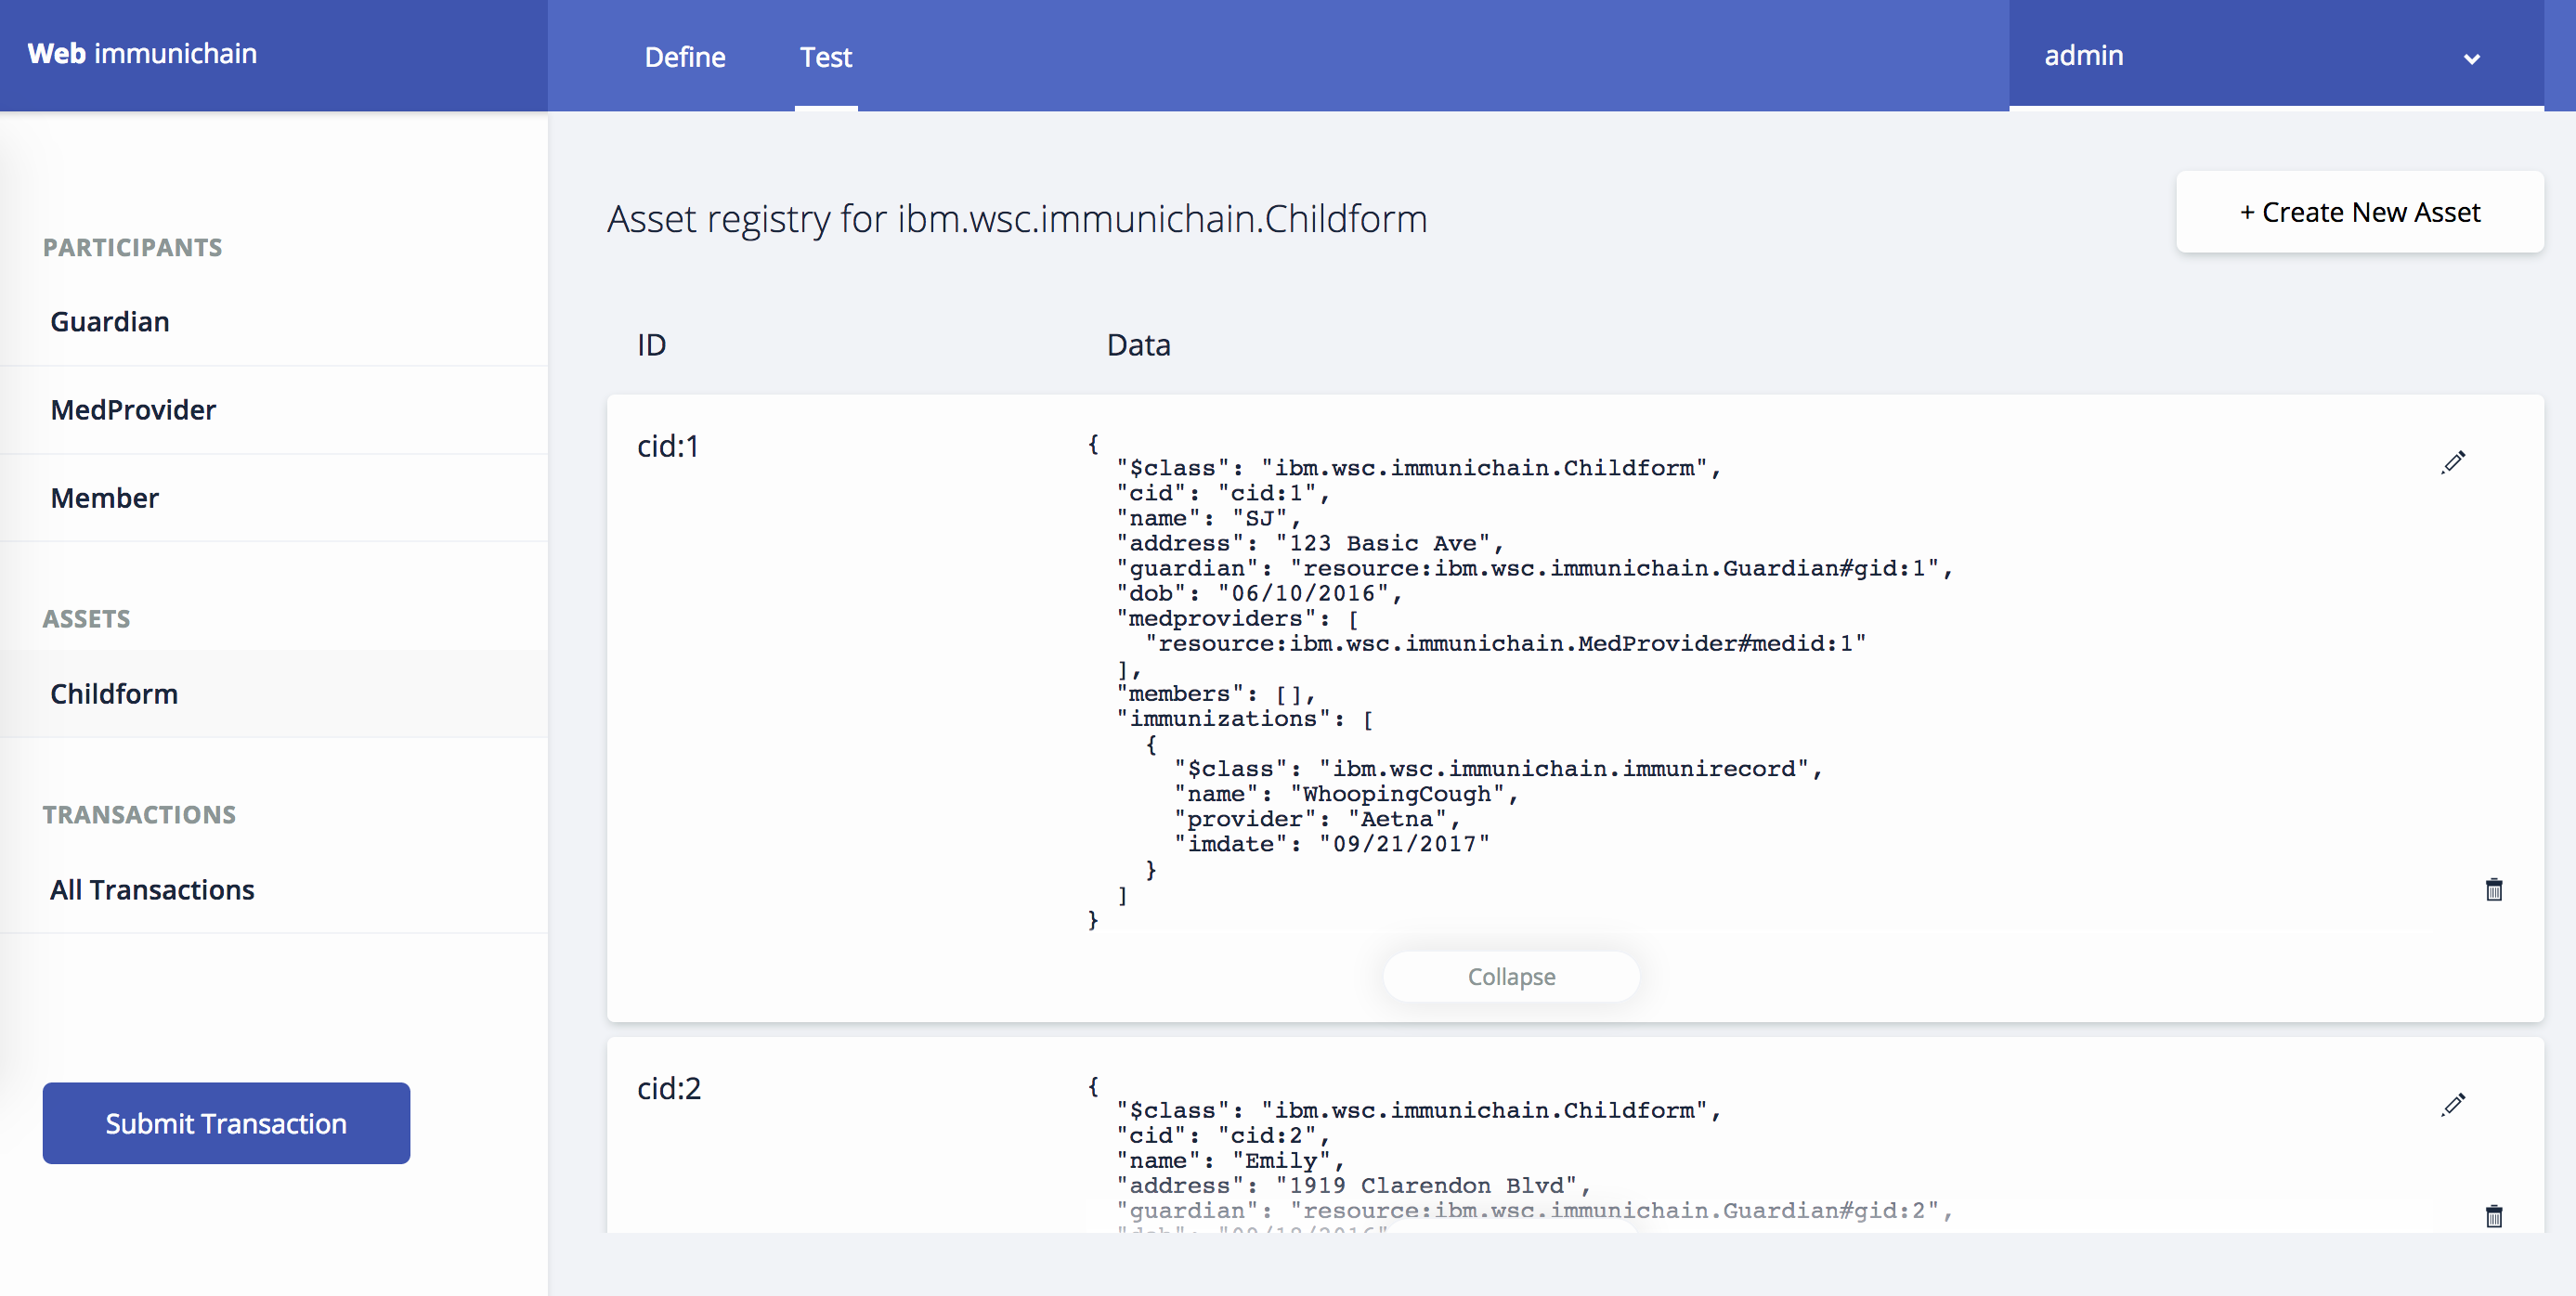 Web immunichain
Define
Test
admin
PARTICIPANTS
Guardian
MedProvider
Member
ASSETS
Childform
TRANSACTIONS
All Transactions
Submit Transaction
Asset registry for ibm.wsc.immunichain.Childform
+ Create New Asset
ID
Data
cid:1
{
"$class": "ibm.wsc.immunichain.Childform",
"cid": "cid:1",
"name": "SJ",
"address": "123 Basic Ave",
"guardian": "resource:ibm.wsc.immunichain.Guardian#gid:1",
"dob": "06/10/2016",
"medproviders": [
"resource:ibm.wsc.immunichain.MedProvider#medid:1"
],
"members": [],
"immunizations": [
{
"$class": "ibm.wsc.immunichain.immunirecord",
"name": "WhoopingCough",
"provider": "Aetna",
"imdate": "09/21/2017"
}
]
}
Collapse
cid:2
{
"$class": "ibm.wsc.immunichain.Childform",
"cid": "cid:2",
"name": "Emily",
"address": "1919 Clarendon Blvd",
"guardian": "resource:ibm.wsc.immunichain.Guardian#gid:2",